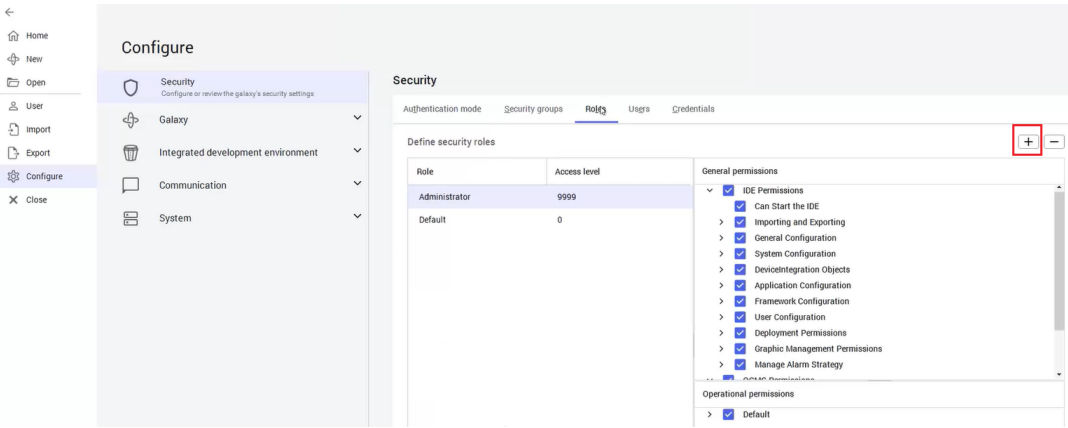 Home
New
Open
User
Import
Export
Configure
Close
Configure
Security
Configure or review the galaxy's security settings
Galaxy
Integrated development environment
Communication
System
Security
Authentication mode Security groups Roles Users Credentials
Define security roles
Role Access level
Administrator 9999
Default 0
General permissions
IDE Permissions
Can Start the IDE
Importing and Exporting
General Configuration
System Configuration
DeviceIntegration Objects
Application Configuration
Framework Configuration
User Configuration
Deployment Permissions
Graphic Management Permissions
Manage Alarm Strategy
Operational permissions
Default